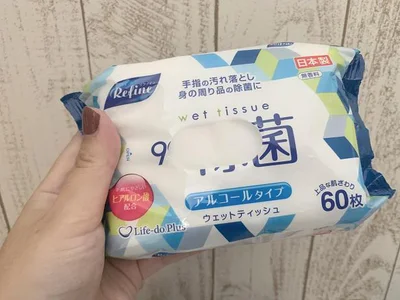 Refine
手指の汚れ落とし
身の周り品の除菌に
日本製
無香料
wet tissue
99
除菌
ヒアルロン酸
配合
アルコールタイプ
ウェットティッシュ
上品な肌ざわり
60枚
Life-do Plus